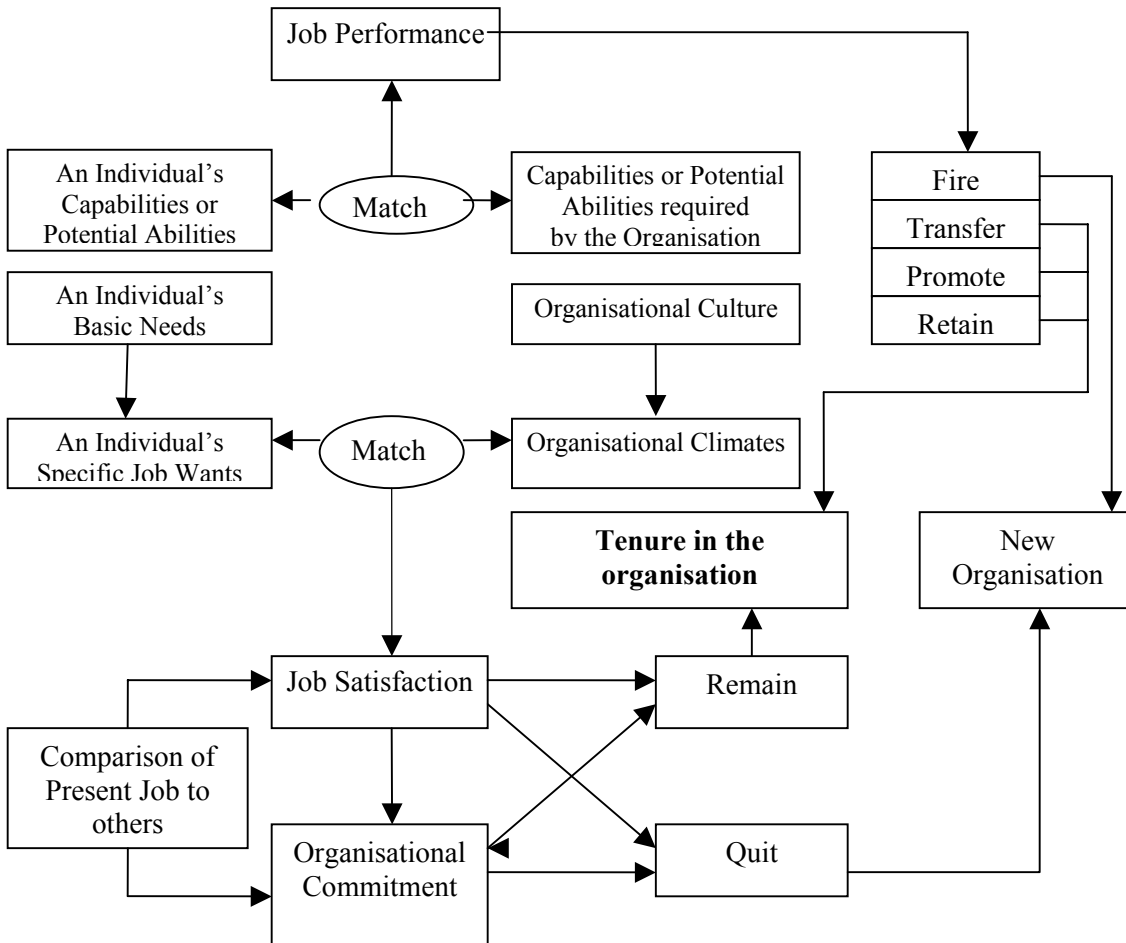 Job Performance
An Individual’s
Capabilities or
Potential Abilities
Match
Capabilities or Potential
Abilities required
by the Organisation
Fire
Transfer
Promote
Retain
An Individual’s
Basic Needs
Organisational Culture
An Individual’s
Specific Job Wants
Match
Organisational Climates
Tenure in the
organisation
New
Organisation
Job Satisfaction
Remain
Comparison of
Present Job to
others
Organisational
Commitment
Quit